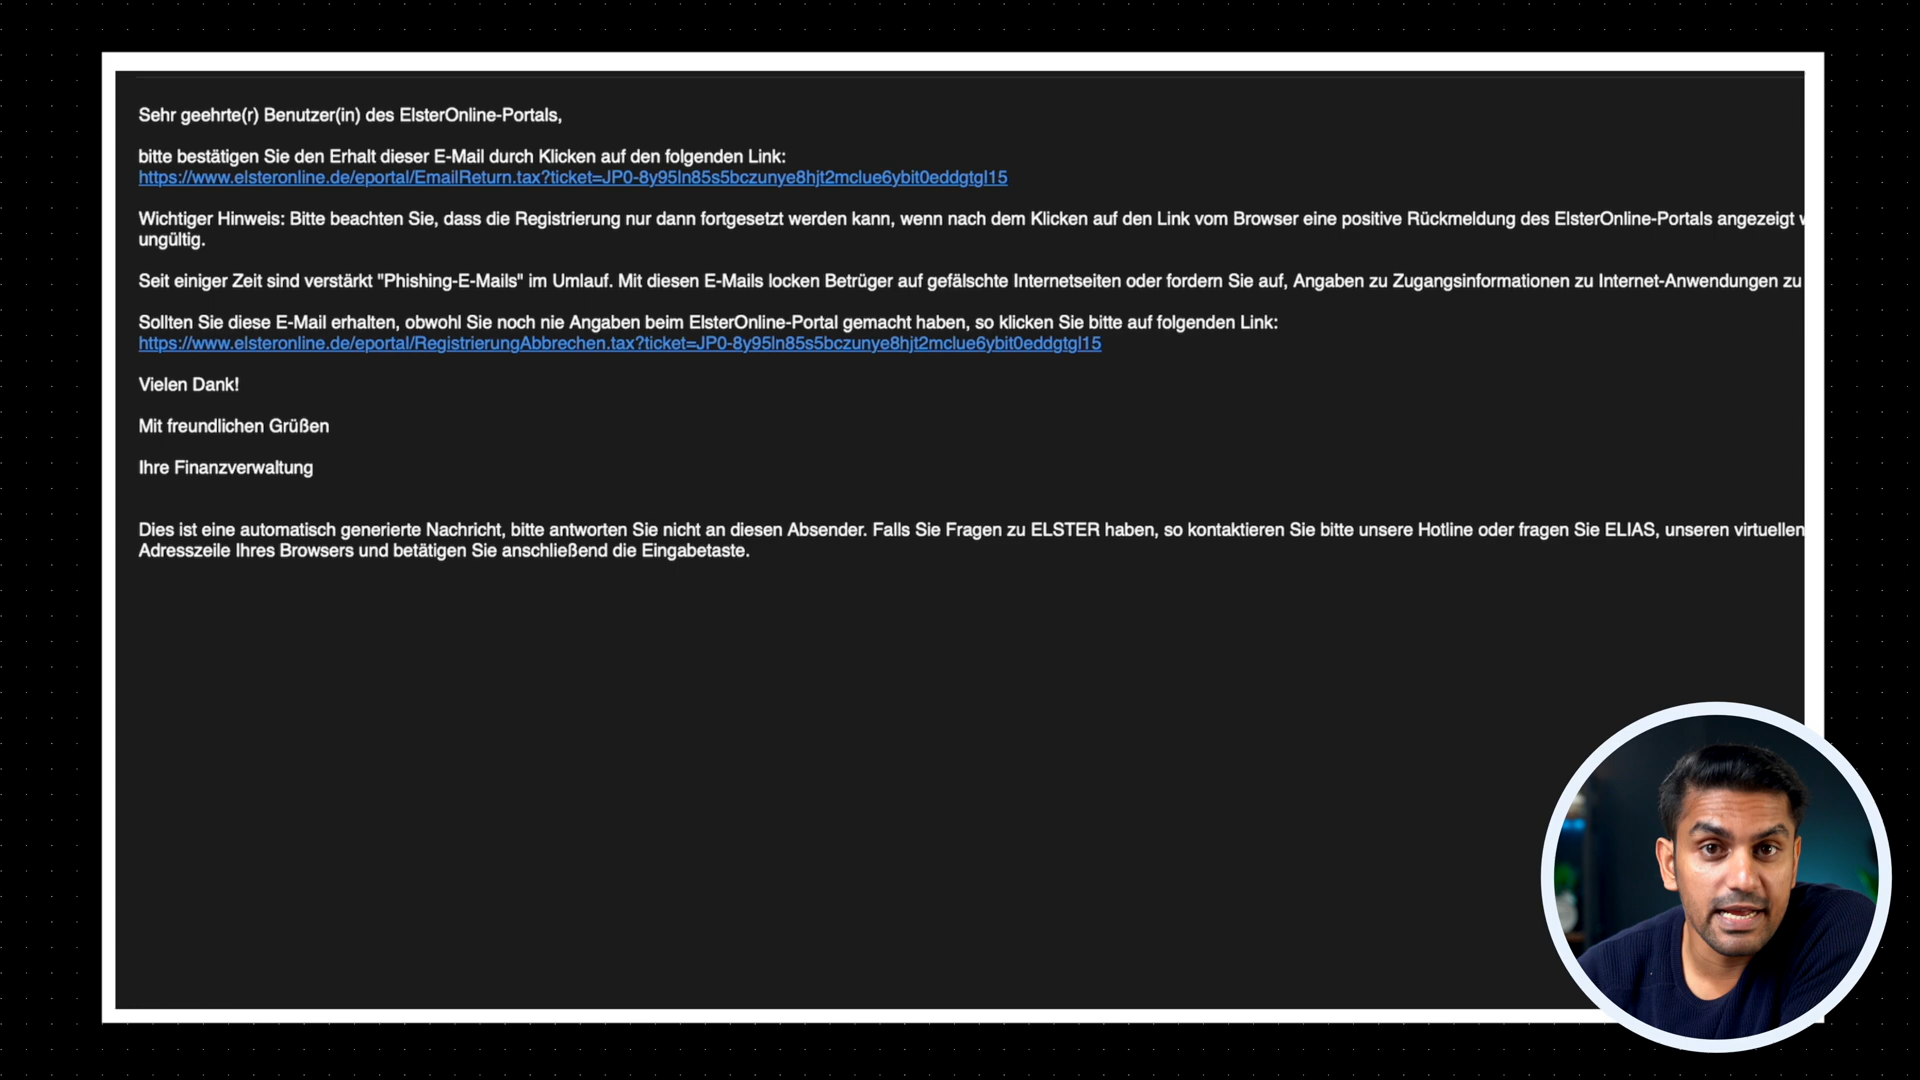 Sehr geehrte(r) Benutzer(in) des ElsterOnline-Portals,
bitte bestätigen Sie den Erhalt dieser E-Mail durch Klicken auf den folgenden Link:
https://www.elsteronline.de/eportal/EmailReturn.tax?ticket=JP0-8y95ln85s5bczunye8hjt2mclue6ybit0eddgtgl15
Wichtiger Hinweis: Bitte beachten Sie, dass die Registrierung nur dann fortgesetzt werden kann, wenn nach dem Klicken auf den Link vom Browser eine positive Rückmeldung des ElsterOnline-Portals angezeigt
ungültig.
Seit einiger Zeit sind verstärkt "Phishing-E-Mails" im Umlauf. Mit diesen E-Mails locken Betrüger auf gefälschte Internetseiten oder fordern Sie auf, Angaben zu Zugangsinformationen zu Internet-Anwendungen zu
Sollten Sie diese E-Mail erhalten, obwohl Sie noch nie Angaben beim ElsterOnline-Portal gemacht haben, so klicken Sie bitte auf folgenden Link:
https://www.elsteronline.de/eportal/RegistrierungAbbrechen.tax?ticket=JP0-8y95ln85s5bczunye8hjt2mclue6ybit0eddgtgl15
Vielen Dank!
Mit freundlichen Grüßen
Ihre Finanzverwaltung
Dies ist eine automatisch generierte Nachricht, bitte antworten Sie nicht an diesen Absender. Falls Sie Fragen zu ELSTER haben, so kontaktieren Sie bitte unsere Hotline oder fragen Sie ELIAS, unseren virtuellen
Adresszeile Ihres Browsers und betätigen Sie anschließend die Eingabetaste.